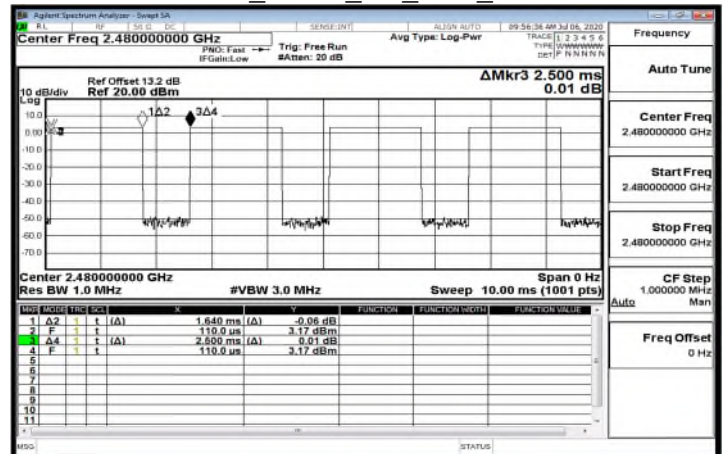 Agilent Spectrum Analyzer - Swept SA
RL RF 50 Ω DC SENSE:INT ALIGN AUTO 09:56:36 AM Jul 06, 2020
Center Freq 2.480000000 GHz
PNO: Fast
IFGain:Low
Trig: Free Run
#Atten: 20 dB
Avg Type: Log-Pwr
TRACE 1 2 3 4 5 6
TYPE WWWWWW
DET P NNNNN
Frequency
Auto Tune
Ref Offset 13.2 dB
Ref 20.00 dBm
10 dB/div
Log
ΔMkr3 2.500 ms
0.01 dB
1Δ2
3Δ4
10.0
0.00
-10.0
-20.0
-30.0
-40.0
-50.0
-60.0
-70.0
Center Freq
2.480000000 GHz
Start Freq
2.480000000 GHz
Stop Freq
2.480000000 GHz
CF Step
1.000000 MHz
Auto Man
Freq Offset
0 Hz
Center 2.480000000 GHz
Span 0 Hz
Res BW 1.0 MHz
#VBW 3.0 MHz
Sweep 10.00 ms (1001 pts)
MKR MODE TRC SCL X Y FUNCTION FUNCTION WIDTH FUNCTION VALUE
1 Δ2 1 t (Δ) 1.640 ms (Δ) -0.06 dB
2 F 1 t 110.0 µs 3.17 dBm
3 Δ4 1 t (Δ) 2.500 ms (Δ) 0.01 dB
4 F 1 t 110.0 µs 3.17 dBm
5
6
7
8
9
10
11
MSG
STATUS